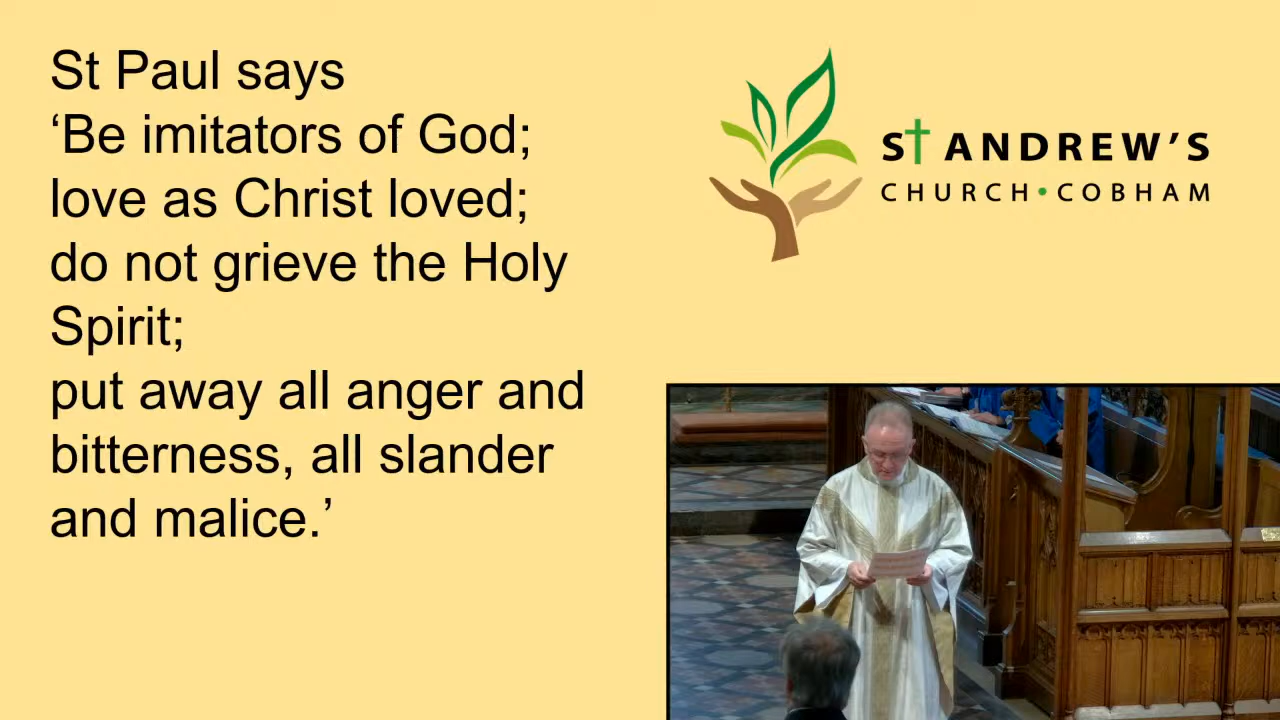 St Paul says
‘Be imitators of God;
love as Christ loved;
do not grieve the Holy
Spirit;
put away all anger and
bitterness, all slander
and malice.’
St ANDREW’S
CHURCH•COBHAM